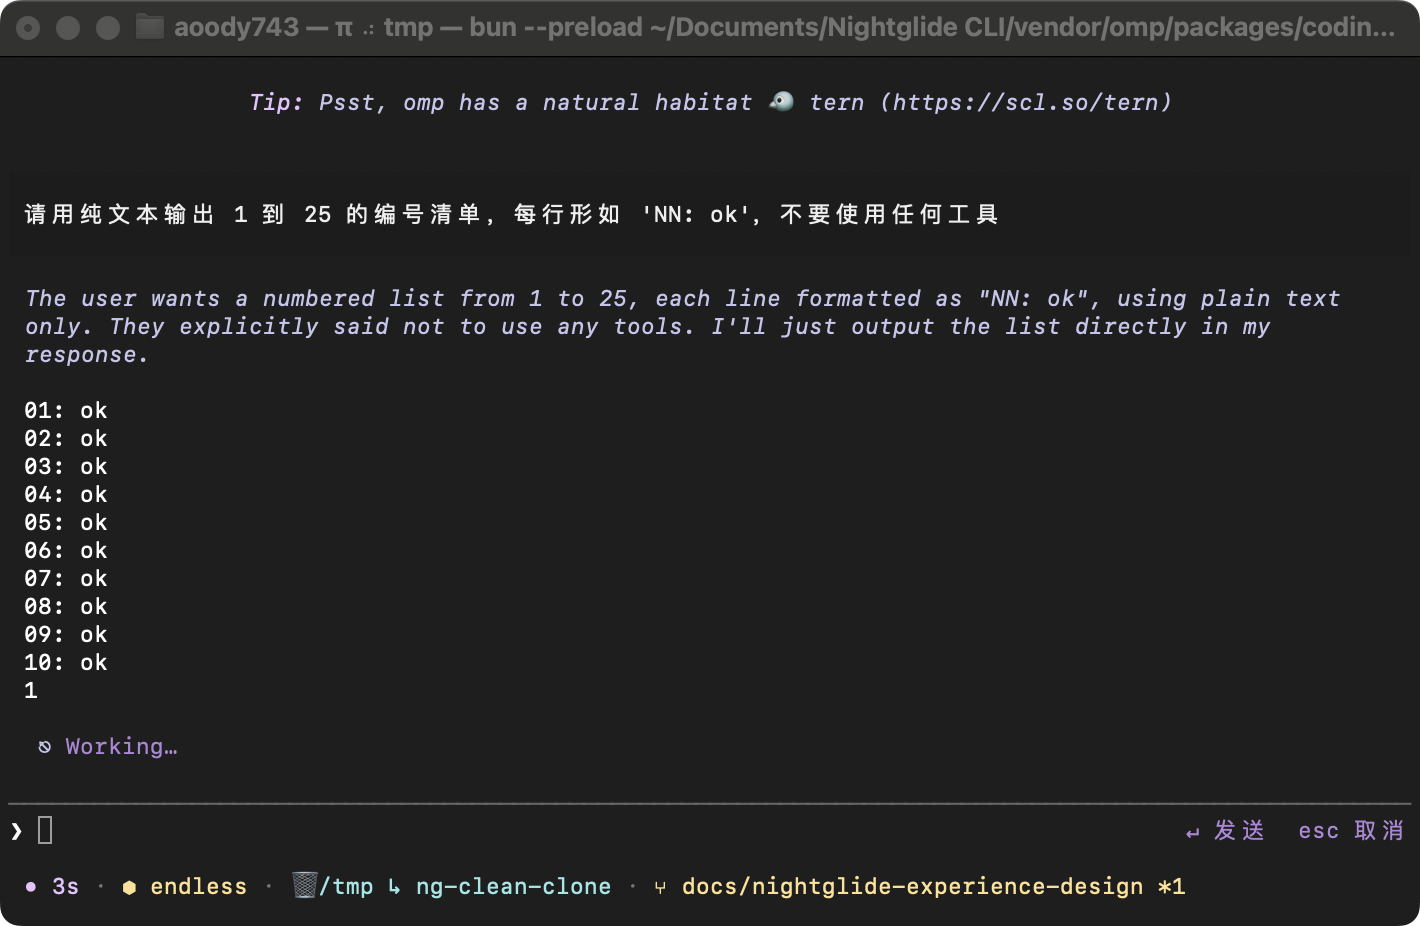 aoody743 — π ⠴ tmp — bun --preload ~/Documents/Nightglide CLI/vendor/omp/packages/codin...
Tip: Psst, omp has a natural habitat 🐦 tern (https://scl.so/tern)
请用纯文本输出 1 到 25 的编号清单，每行形如 'NN: ok'，不要使用任何工具
The user wants a numbered list from 1 to 25, each line formatted as "NN: ok", using plain text
only. They explicitly said not to use any tools. I'll just output the list directly in my
response.
01: ok
02: ok
03: ok
04: ok
05: ok
06: ok
07: ok
08: ok
09: ok
10: ok
1
Working…
❯ ↵ 发送 esc 取消
• 3s · ⬢ endless · 🗑/tmp ↳ ng-clean-clone · ⑂ docs/nightglide-experience-design *1